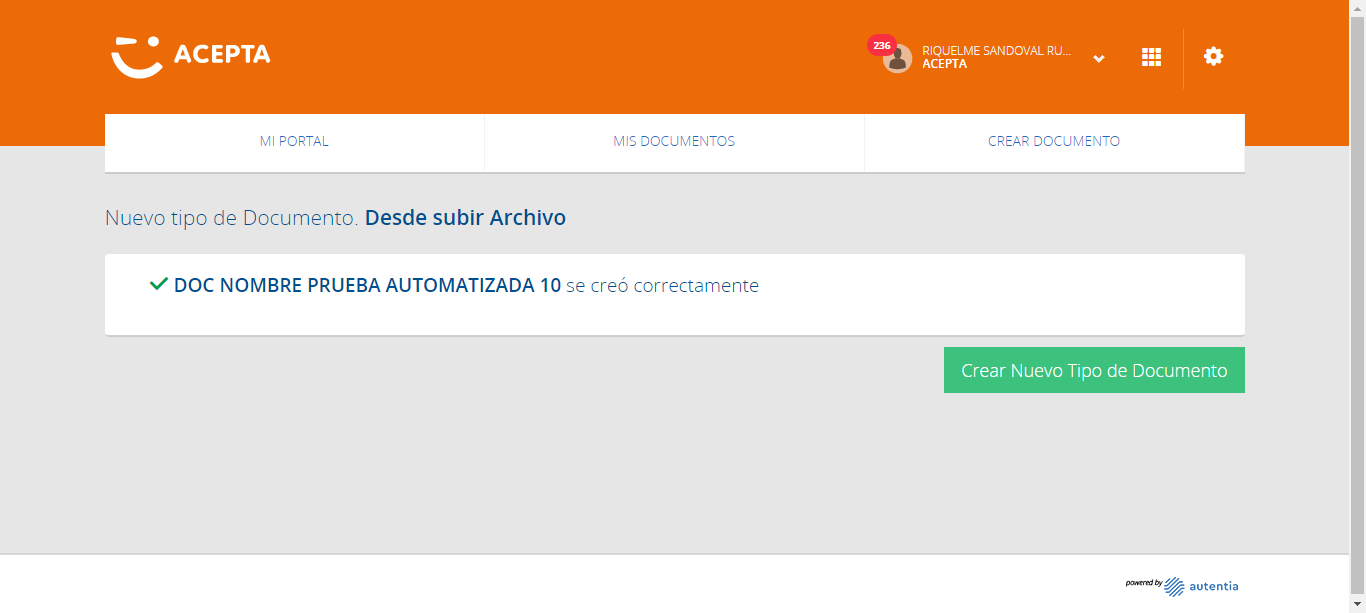 ACEPTA
236
RIQUELME SANDOVAL RU...
ACEPTA
MI PORTAL
MIS DOCUMENTOS
CREAR DOCUMENTO
Nuevo tipo de Documento. Desde subir Archivo
DOC NOMBRE PRUEBA AUTOMATIZADA 10 se creó correctamente
Crear Nuevo Tipo de Documento
powered by autentia